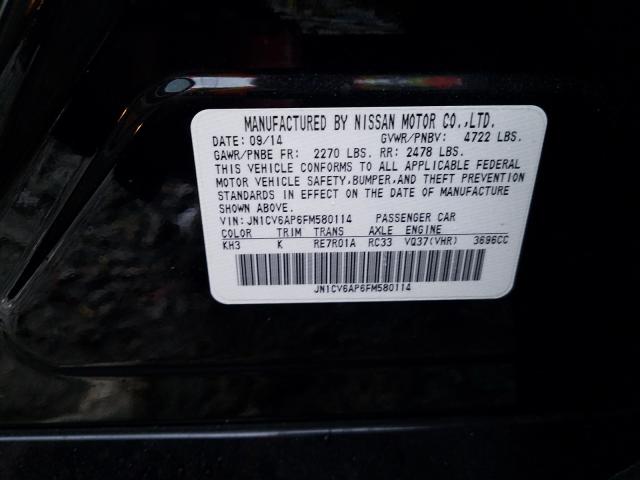 MANUFACTURED BY NISSAN MOTOR CO.,LTD.
DATE: 09/14 GVWR/PNBV: 4722 LBS.
GAWR/PNBE FR: 2270 LBS. RR: 2478 LBS.
THIS VEHICLE CONFORMS TO ALL APPLICABLE FEDERAL
MOTOR VEHICLE SAFETY,BUMPER,AND THEFT PREVENTION
STANDARDS IN EFFECT ON THE DATE OF MANUFACTURE
SHOWN ABOVE.
VIN: JN1CV6AP6FM580114 PASSENGER CAR
COLOR TRIM TRANS AXLE ENGINE
KH3 K RE7R01A RC33 VQ37(VHR) 3696CC
JN1CV6AP6FM580114